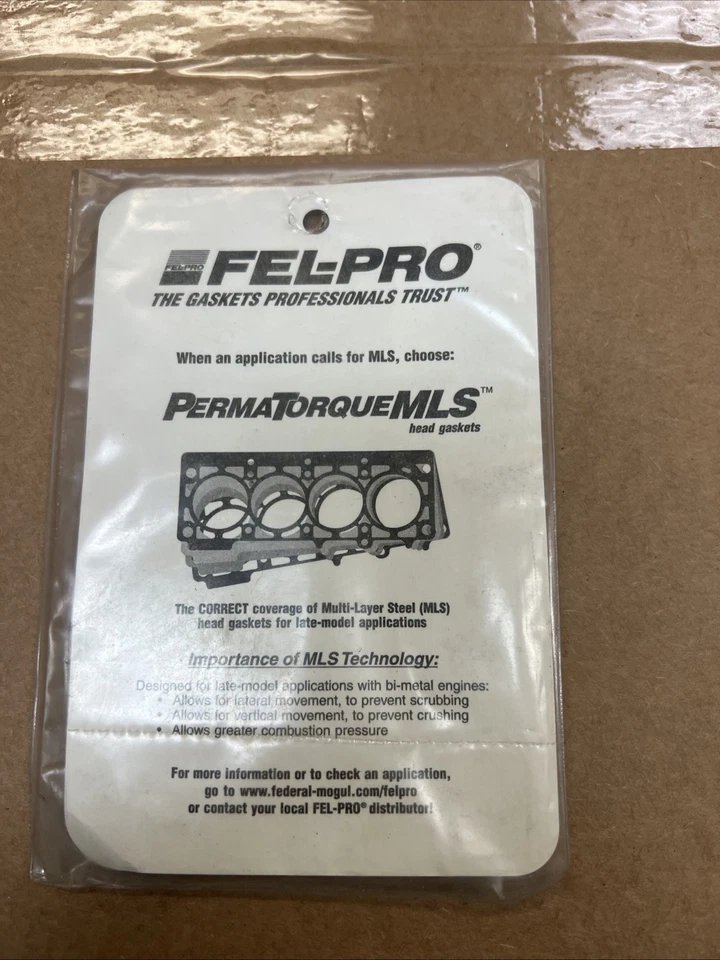 FEL-PRO FEL-PRO®
THE GASKETS PROFESSIONALS TRUST™
When an application calls for MLS, choose:
PERMATORQUEMLS™
head gaskets
The CORRECT coverage of Multi-Layer Steel (MLS)
head gaskets for late-model applications
Importance of MLS Technology:
Designed for late-model applications with bi-metal engines:
• Allows for lateral movement, to prevent scrubbing
• Allows for vertical movement, to prevent crushing
• Allows greater combustion pressure
For more information or to check an application,
go to www.federal-mogul.com/felpro
or contact your local FEL-PRO® distributor!